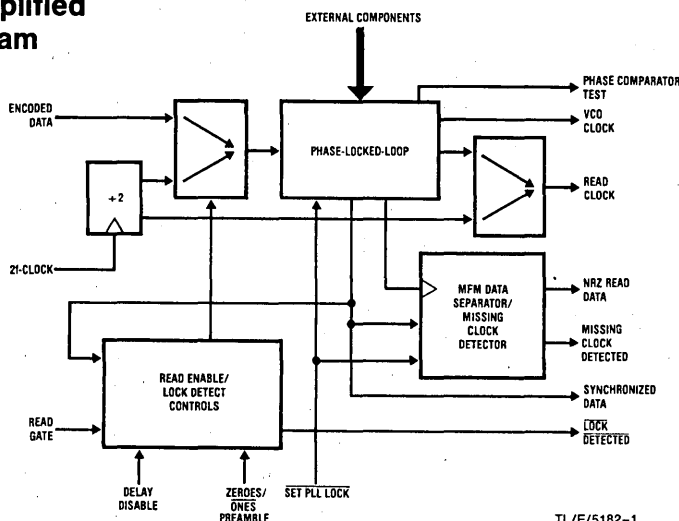 plified
am
EXTERNAL COMPONENTS
PHASE COMPARATOR
TEST
ENCODED
DATA
VCO
CLOCK
PHASE-LOCKED-LOOP
÷2
READ
CLOCK
2f-CLOCK
MFM DATA
SEPARATOR/
MISSING
CLOCK
DETECTOR
NRZ READ
DATA
MISSING
CLOCK
DETECTED
READ ENABLE/
LOCK DETECT
CONTROLS
SYNCHRONIZED
DATA
READ
GATE
LOCK
DETECTED
DELAY
DISABLE
ZEROES/
ONES
PREAMBLE
SET PLL LOCK
TL/F/5182-1